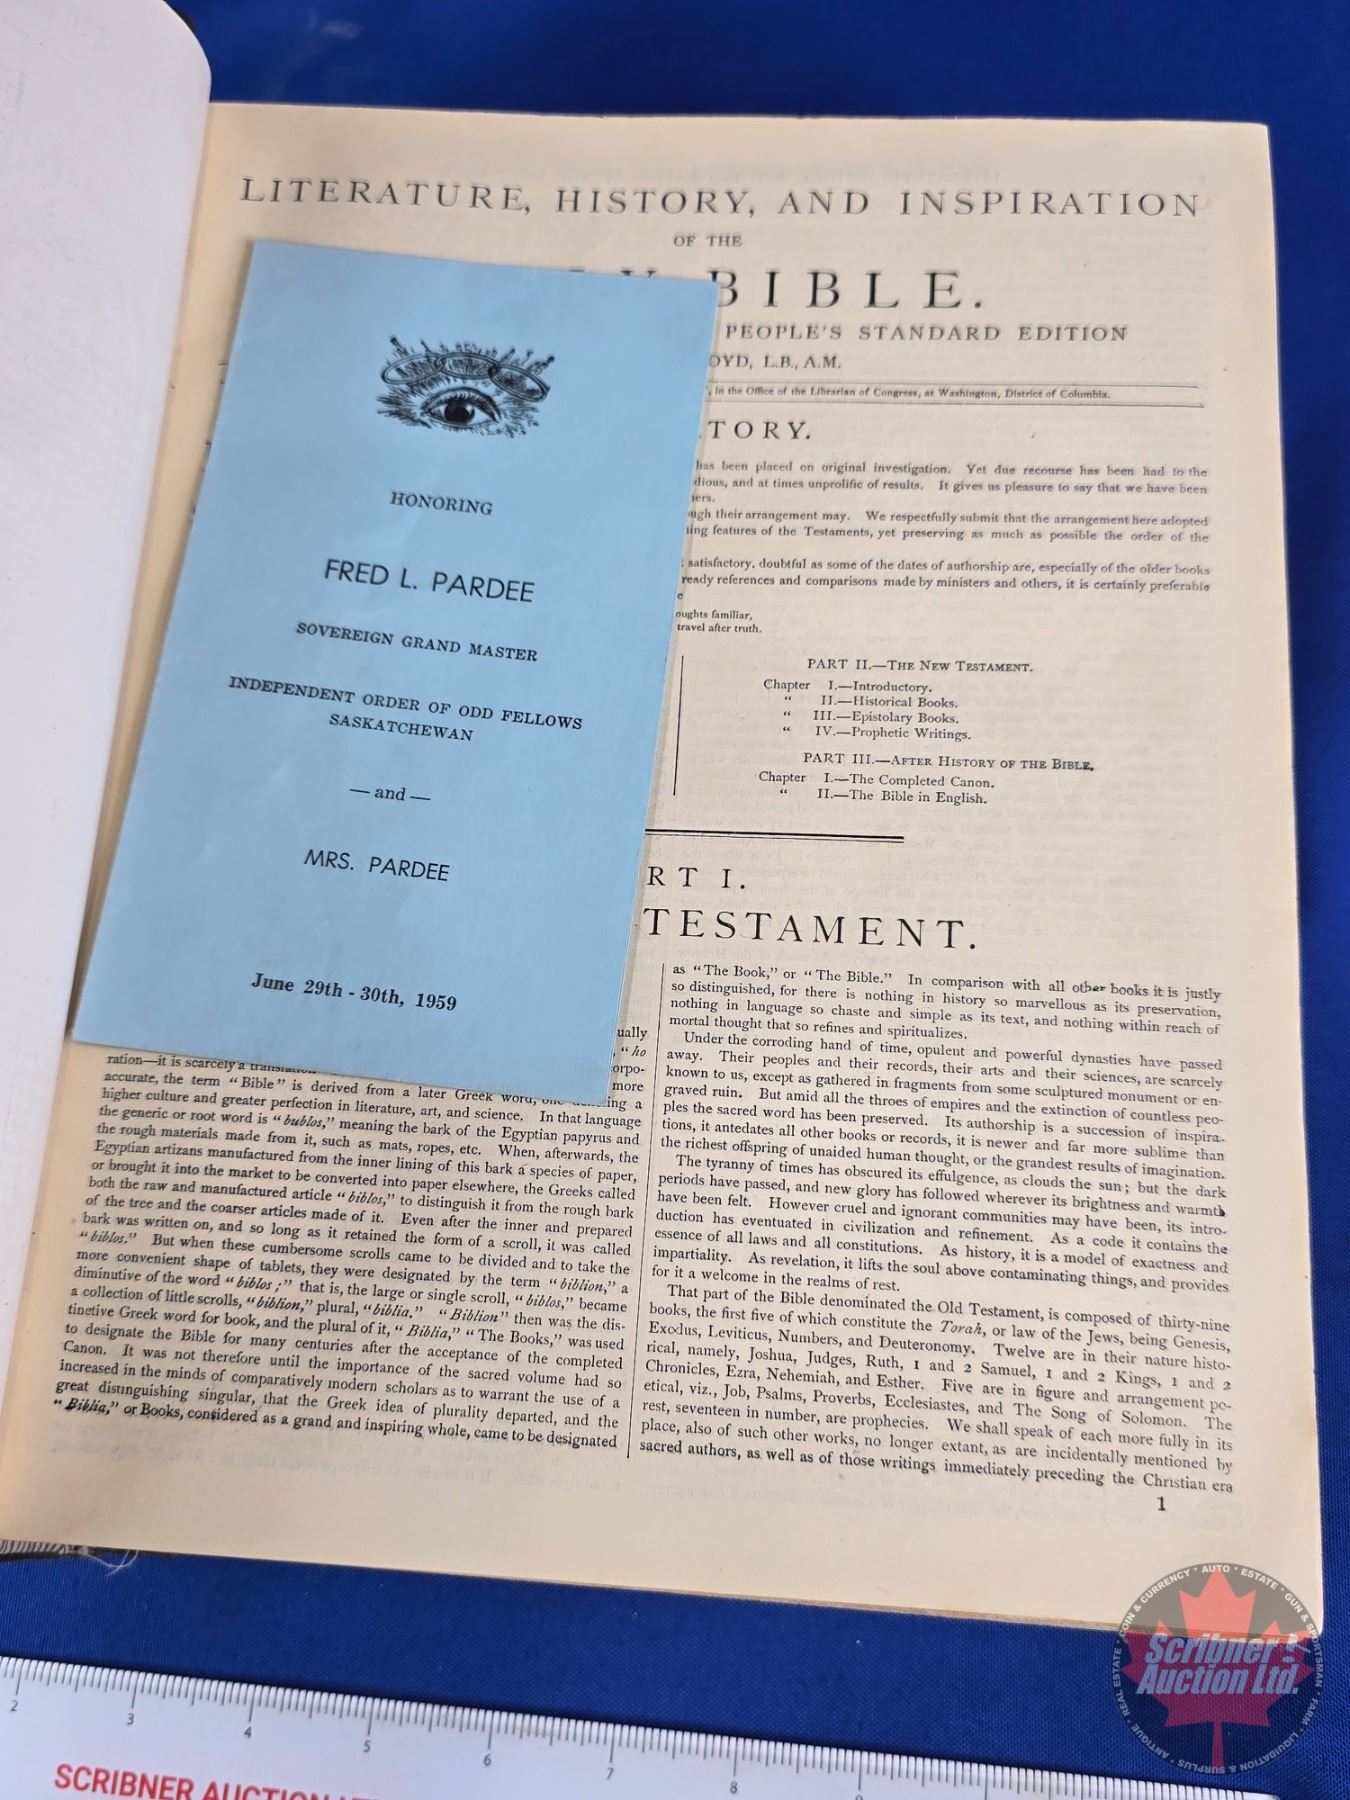 LITERATURE, HISTORY, AND INSPIRATION
OF THE
BIBLE.
PEOPLE'S STANDARD EDITION
OYD, L.B., A.M.
in the Office of the Librarian of Congress, at Washington, District of Columbia.
TORY.
has been placed on original investigation. Yet due recourse has been had to the
dious, and at times unprolific of results. It gives us pleasure to say that we have been
ners.
ugh their arrangement may. We respectfully submit that the arrangement here adopted
ing features of the Testaments, yet preserving as much as possible the order of the
satisfactory, doubtful as some of the dates of authorship are, especially of the older books
ready references and comparisons made by ministers and others, it is certainly preferable
e
oughts familiar,
travel after truth.
PART II.—THE NEW TESTAMENT.
Chapter I.—Introductory.
" II.—Historical Books.
" III.—Epistolary Books.
" IV.—Prophetic Writings.
PART III.—AFTER HISTORY OF THE BIBLE.
Chapter I.—The Completed Canon.
" II.—The Bible in English.
RT I.
TESTAMENT.
HONORING
FRED L. PARDEE
SOVEREIGN GRAND MASTER
INDEPENDENT ORDER OF ODD FELLOWS
SASKATCHEWAN
— and —
MRS. PARDEE
June 29th - 30th, 1959
ually
"ho
ration—it is scarcely a orpo-
more
accurate, the term "Bible" is derived from a later Greek word, ng a
higher culture and greater perfection in literature, art, and science. In that language
the generic or root word is "bublos," meaning the bark of the Egyptian papyrus and
the rough materials made from it, such as mats, ropes, etc. When, afterwards, the
Egyptian artizans manufactured from the inner lining of this bark a species of paper,
or brought it into the market to be converted into paper elsewhere, the Greeks called
both the raw and manufactured article "biblos," to distinguish it from the rough bark
of the tree and the coarser articles made of it. Even after the inner and prepared
bark was written on, and so long as it retained the form of a scroll, it was called
"biblos." But when these cumbersome scrolls came to be divided and to take the
more convenient shape of tablets, they were designated by the term "biblion," a
diminutive of the word "biblos;" that is, the large or single scroll, "biblos," became
a collection of little scrolls, "biblion," plural, "biblia." "Biblion" then was the dis-
tinctive Greek word for book, and the plural of it, "Biblia," "The Books," was used
to designate the Bible for many centuries after the acceptance of the completed
Canon. It was not therefore until the importance of the sacred volume had so
increased in the minds of comparatively modern scholars as to warrant the use of a
great distinguishing singular, that the Greek idea of plurality departed, and the
"Biblia," or Books, considered as a grand and inspiring whole, came to be designated
as "The Book," or "The Bible." In comparison with all other books it is justly
so distinguished, for there is nothing in history so marvellous as its preservation,
nothing in language so chaste and simple as its text, and nothing within reach of
mortal thought that so refines and spiritualizes.
Under the corroding hand of time, opulent and powerful dynasties have passed
away. Their peoples and their records, their arts and their sciences, are scarcely
known to us, except as gathered in fragments from some sculptured monument or en-
graved ruin. But amid all the throes of empires and the extinction of countless peo-
ples the sacred word has been preserved. Its authorship is a succession of inspira-
tions, it antedates all other books or records, it is newer and far more sublime than
the richest offspring of unaided human thought, or the grandest results of imagination.
The tyranny of times has obscured its effulgence, as clouds the sun; but the dark
periods have passed, and new glory has followed wherever its brightness and warmth
have been felt. However cruel and ignorant communities may have been, its intro-
duction has eventuated in civilization and refinement. As a code it contains the
essence of all laws and all constitutions. As history, it is a model of exactness and
impartiality. As revelation, it lifts the soul above contaminating things, and provides
for it a welcome in the realms of rest.
That part of the Bible denominated the Old Testament, is composed of thirty-nine
books, the first five of which constitute the Torah, or law of the Jews, being Genesis,
Exodus, Leviticus, Numbers, and Deuteronomy. Twelve are in their nature histo-
rical, namely, Joshua, Judges, Ruth, 1 and 2 Samuel, 1 and 2 Kings, 1 and 2
Chronicles, Ezra, Nehemiah, and Esther. Five are in figure and arrangement po-
etical, viz., Job, Psalms, Proverbs, Ecclesiastes, and The Song of Solomon. The
rest, seventeen in number, are prophecies. We shall speak of each more fully in its
place, also of such other works, no longer extant, as are incidentally mentioned by
sacred authors, as well as of those writings immediately preceding the Christian era
1
2 3 4 5 6 7 8
SCRIBNER AUCTION
Scribner
Auction Ltd.
COIN & CURRENCY • AUTO • ESTATE • GUN & SPORTSMAN • FARM • LIQUIDATION & SURPLUS • ANTIQUE • REAL ESTATE